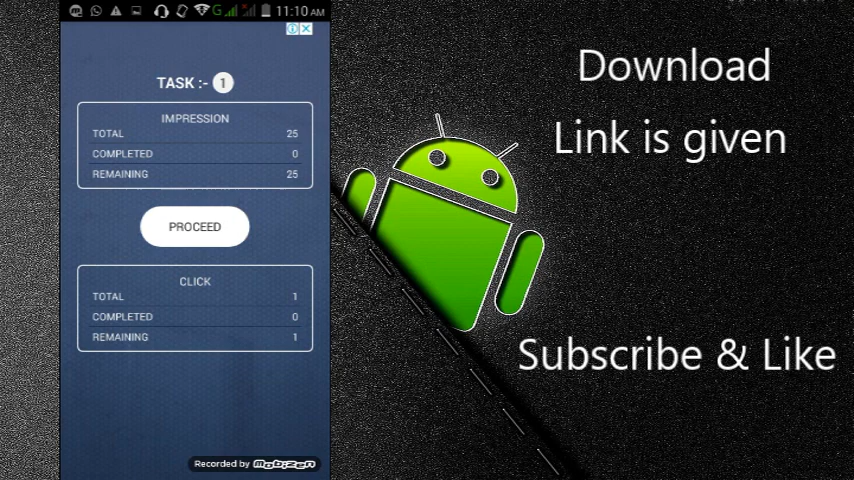 11:10 AM
TASK :- 1
IMPRESSION
TOTAL 25
COMPLETED 0
REMAINING 25
PROCEED
CLICK
TOTAL 1
COMPLETED 0
REMAINING 1
Recorded by Mobizen
Download
Link is given
Subscribe & Like